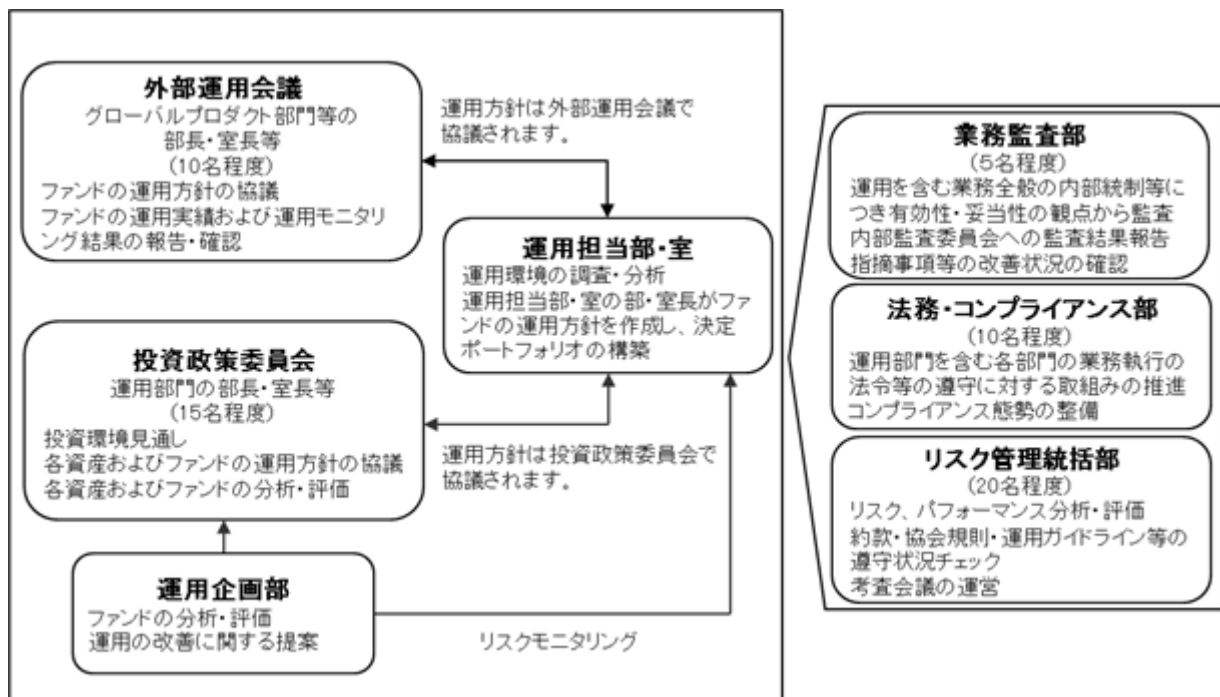 外部運用会議
グローバルプロダクト部門等の
部長・室長等
(10名程度)
ファンドの運用方針の協議
ファンドの運用実績および運用モニタリ
ング結果の報告・確認
運用方針は外部運用会議で
協議されます。
運用担当部・室
運用環境の調査・分析
運用担当部・室の部・室長がファ
ンドの運用方針を作成し、決定
ポートフォリオの構築
投資政策委員会
運用部門の部長・室長等
(15名程度)
投資環境見通し
各資産およびファンドの運用方針の協議
各資産およびファンドの分析・評価
運用方針は投資政策委員会で
協議されます。
運用企画部
ファンドの分析・評価
運用の改善に関する提案
リスクモニタリング
業務監査部
(5名程度)
運用を含む業務全般の内部統制等に
つき有効性・妥当性の観点から監査
内部監査委員会への監査結果報告
指摘事項等の改善状況の確認
法務・コンプライアンス部
(10名程度)
運用部門を含む各部門の業務執行の
法令等の遵守に対する取組みの推進
コンプライアンス態勢の整備
リスク管理統括部
(20名程度)
リスク、パフォーマンス分析・評価
約款・協会規則・運用ガイドライン等の
遵守状況チェック
考査会議の運営